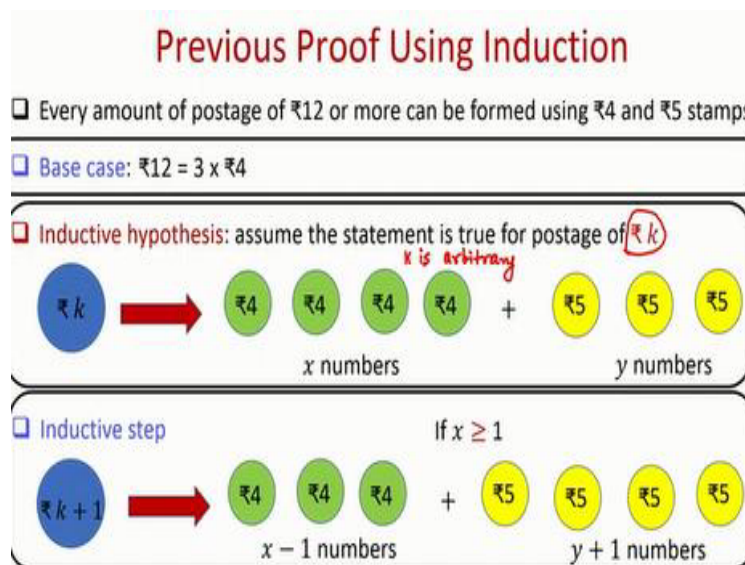 Previous Proof Using Induction
Every amount of postage of ₹12 or more can be formed using ₹4 and ₹5 stamps
Base case: ₹12 = 3 x ₹4
Inductive hypothesis: assume the statement is true for postage of ₹ k
k is arbitrary
₹ k ₹4 ₹4 ₹4 ₹4 + ₹5 ₹5 ₹5
x numbers y numbers
Inductive step If x ≥ 1
₹ k + 1 ₹4 ₹4 ₹4 + ₹5 ₹5 ₹5 ₹5
x − 1 numbers y + 1 numbers